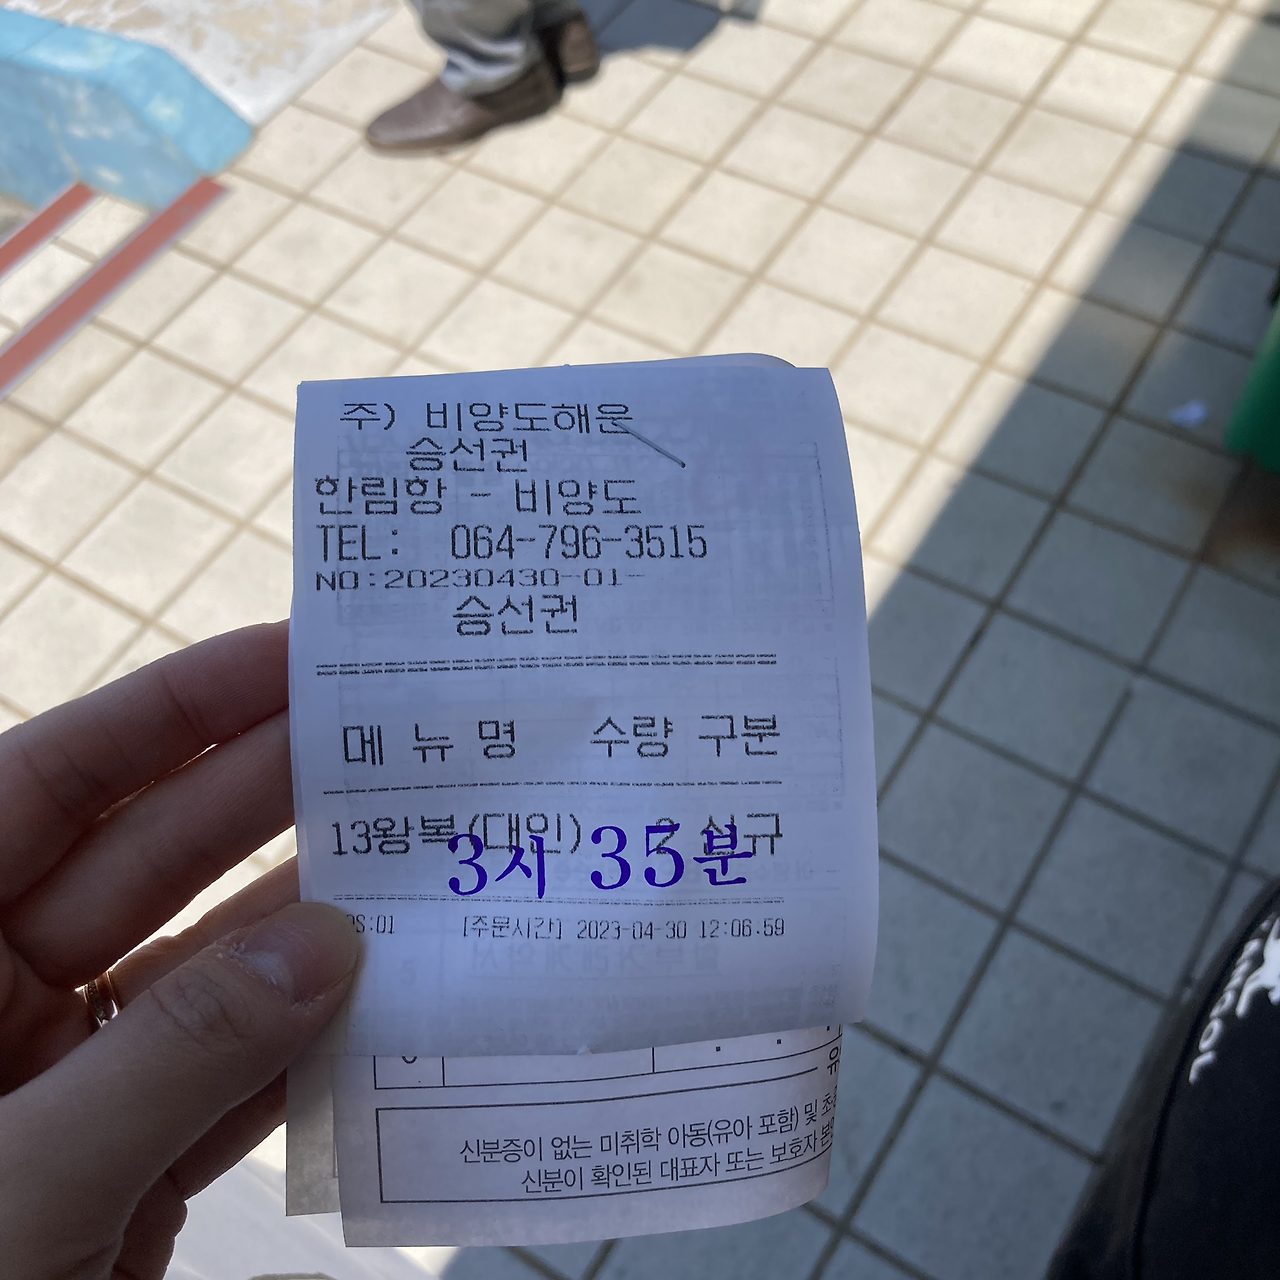 주) 비양도해운
승선권
한림항 - 비양도
TEL: 064-796-3515
NO:20230430-01-
승선권
메 뉴 명 수량 구분
13왕복(대인) 2 신규
3시 35분
[주문시간] 2023-04-30 12:06:59
신분증이 없는 미취학 아동(유아 포함) 및
신분이 확인된 대표자 또는 보호자